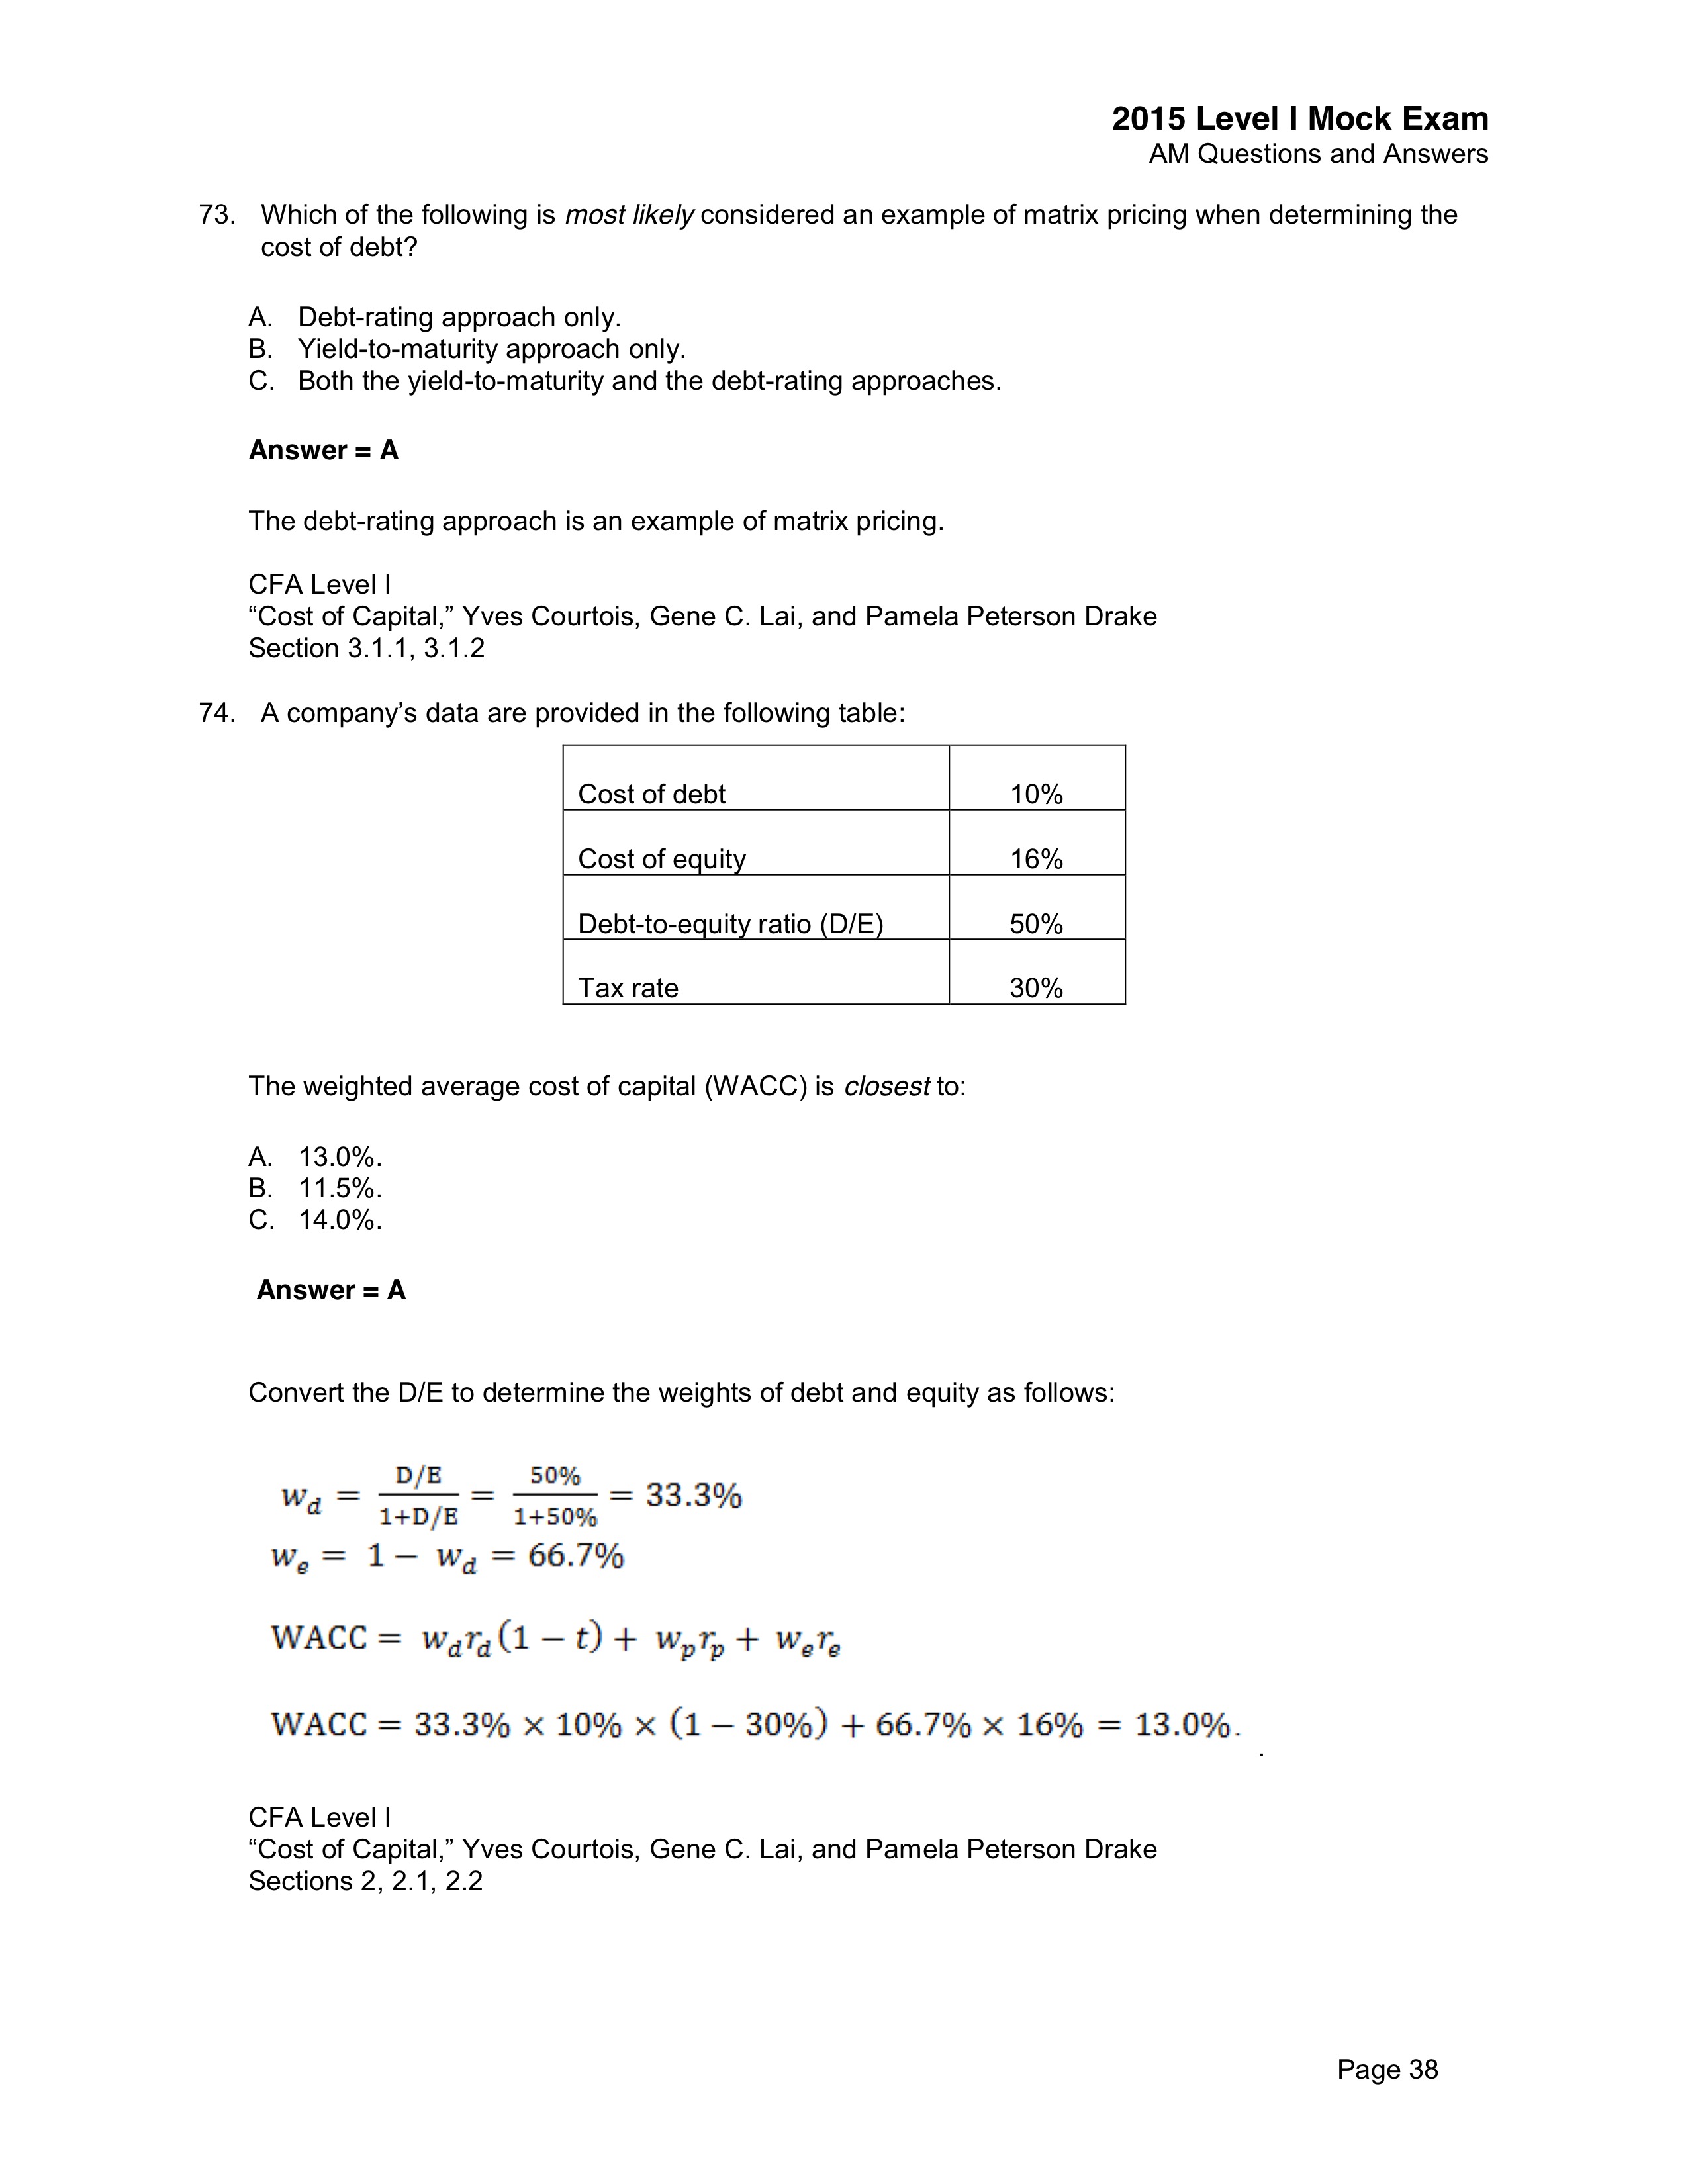 2015 Level I Mock Exam
AM Questions and Answers
73. Which of the following is most likely considered an example of matrix pricing when determining the
cost of debt?
A. Debt-rating approach only.
B. Yield-to-maturity approach only.
C. Both the yield-to-maturity and the debt-rating approaches.
Answer = A
The debt-rating approach is an example of matrix pricing.
CFA Level I
“Cost of Capital,” Yves Courtois, Gene C. Lai, and Pamela Peterson Drake
Section 3.1.1, 3.1.2
74. A company’s data are provided in the following table:
Cost of debt 10%
Cost of equity 16%
Debt-to-equity ratio (D/E) 50%
Tax rate 30%
The weighted average cost of capital (WACC) is closest to:
A. 13.0%.
B. 11.5%.
C. 14.0%.
Answer = A
Convert the D/E to determine the weights of debt and equity as follows:
w_d = (D/E)/(1+D/E) = 50%/(1+50%) = 33.3%
w_e = 1 − w_d = 66.7%
WACC = w_d r_d (1 − t) + w_p r_p + w_e r_e
WACC = 33.3% × 10% × (1 − 30%) + 66.7% × 16% = 13.0%. .
CFA Level I
“Cost of Capital,” Yves Courtois, Gene C. Lai, and Pamela Peterson Drake
Sections 2, 2.1, 2.2
Page 38